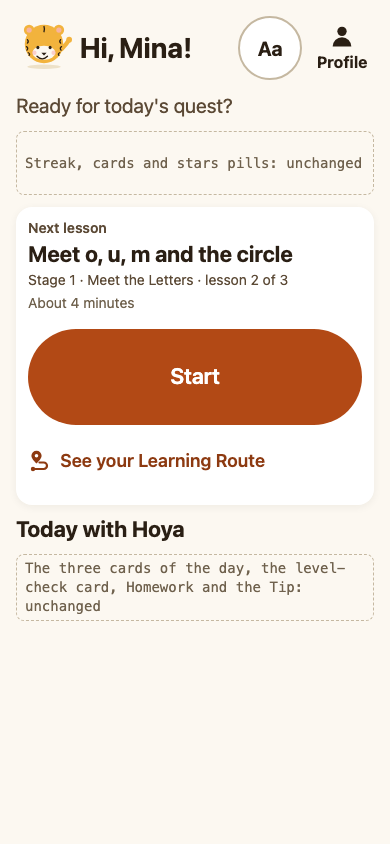 Hi, Mina!
Aa
Profile
Ready for today's quest?
Streak, cards and stars pills: unchanged
Next lesson
Meet o, u, m and the circle
Stage 1 · Meet the Letters · lesson 2 of 3
About 4 minutes
Start
See your Learning Route
Today with Hoya
The three cards of the day, the level-
check card, Homework and the Tip:
unchanged